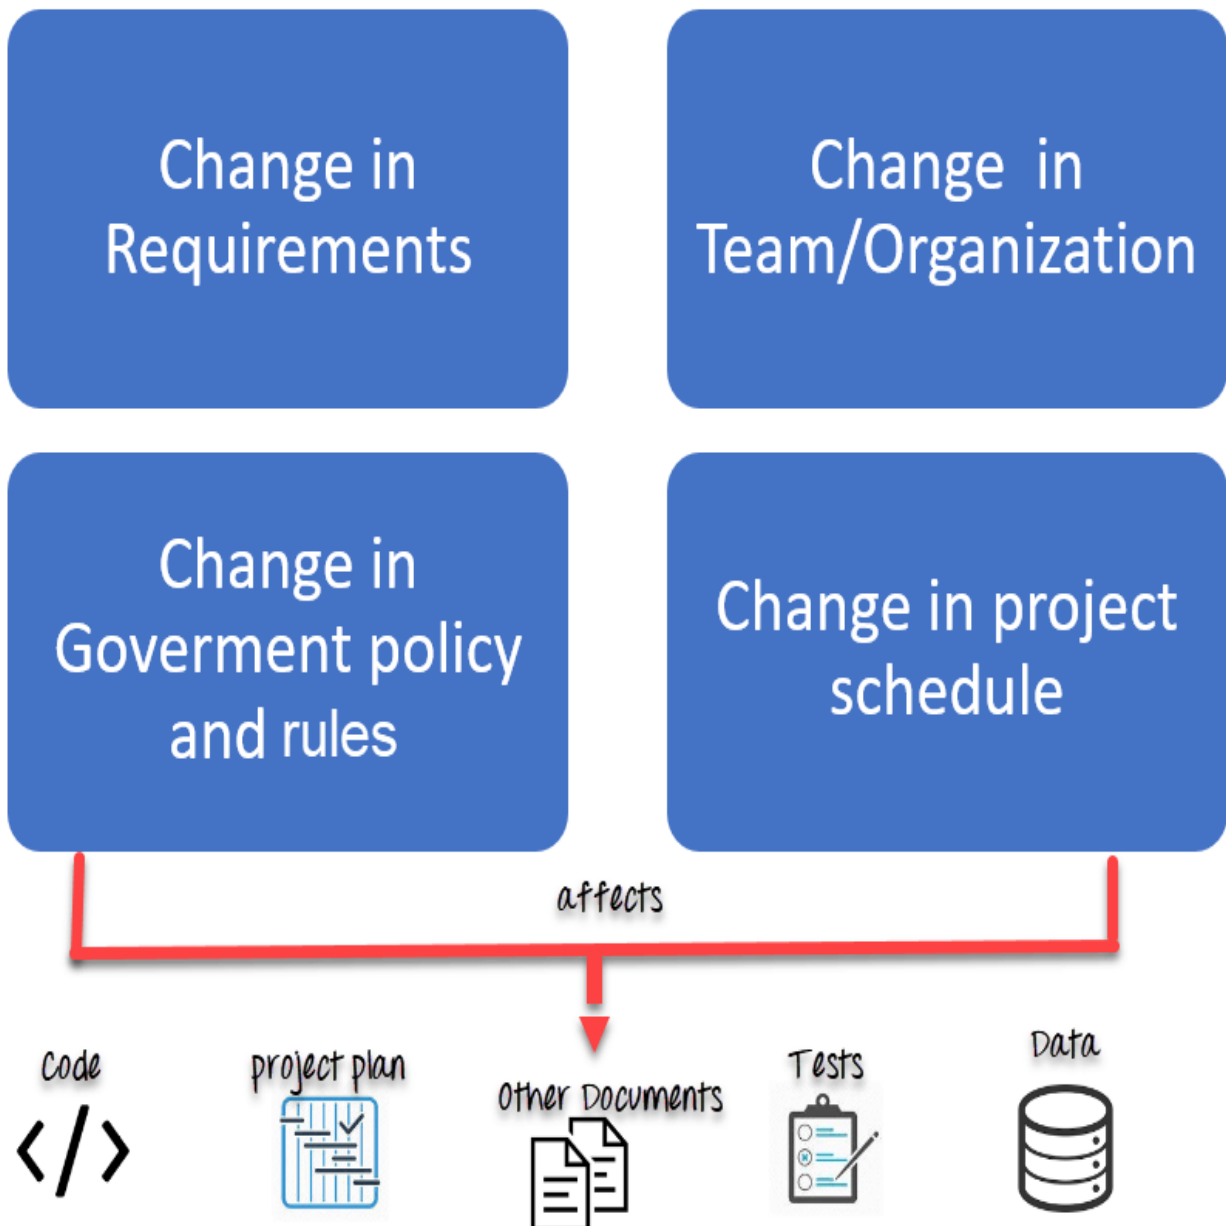 Change in
Requirements
Change in
Team/Organization
Change in
Goverment policy
and rules
Change in project
schedule
affects
Code
project plan
Other Documents
Tests
Data